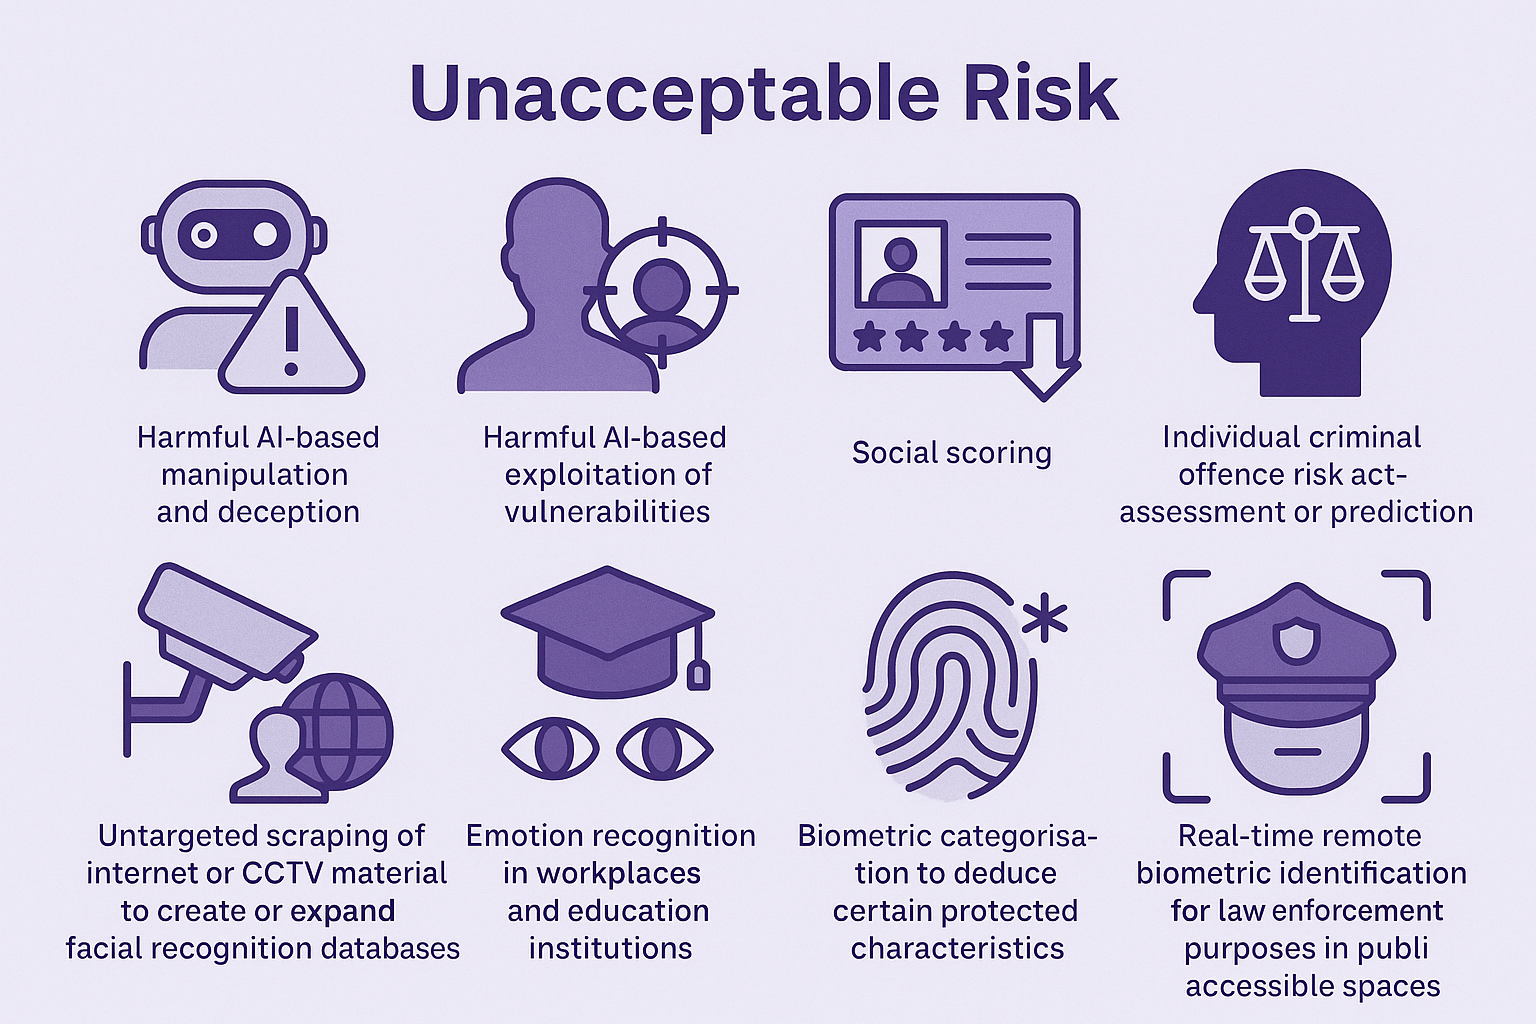 Unacceptable Risk
Harmful AI-based
manipulation
and deception
Harmful AI-based
exploitation of
vulnerabilities
Social scoring
Individual criminal
offence risk act-
assessment or prediction
Untargeted scraping of
internet or CCTV material
to create or expand
facial recognition databases
Emotion recognition
in workplaces
and education
institutions
Biometric categorisa-
tion to deduce
certain protected
characteristics
Real-time remote
biometric identification
for law enforcement
purposes in publi
accessible spaces